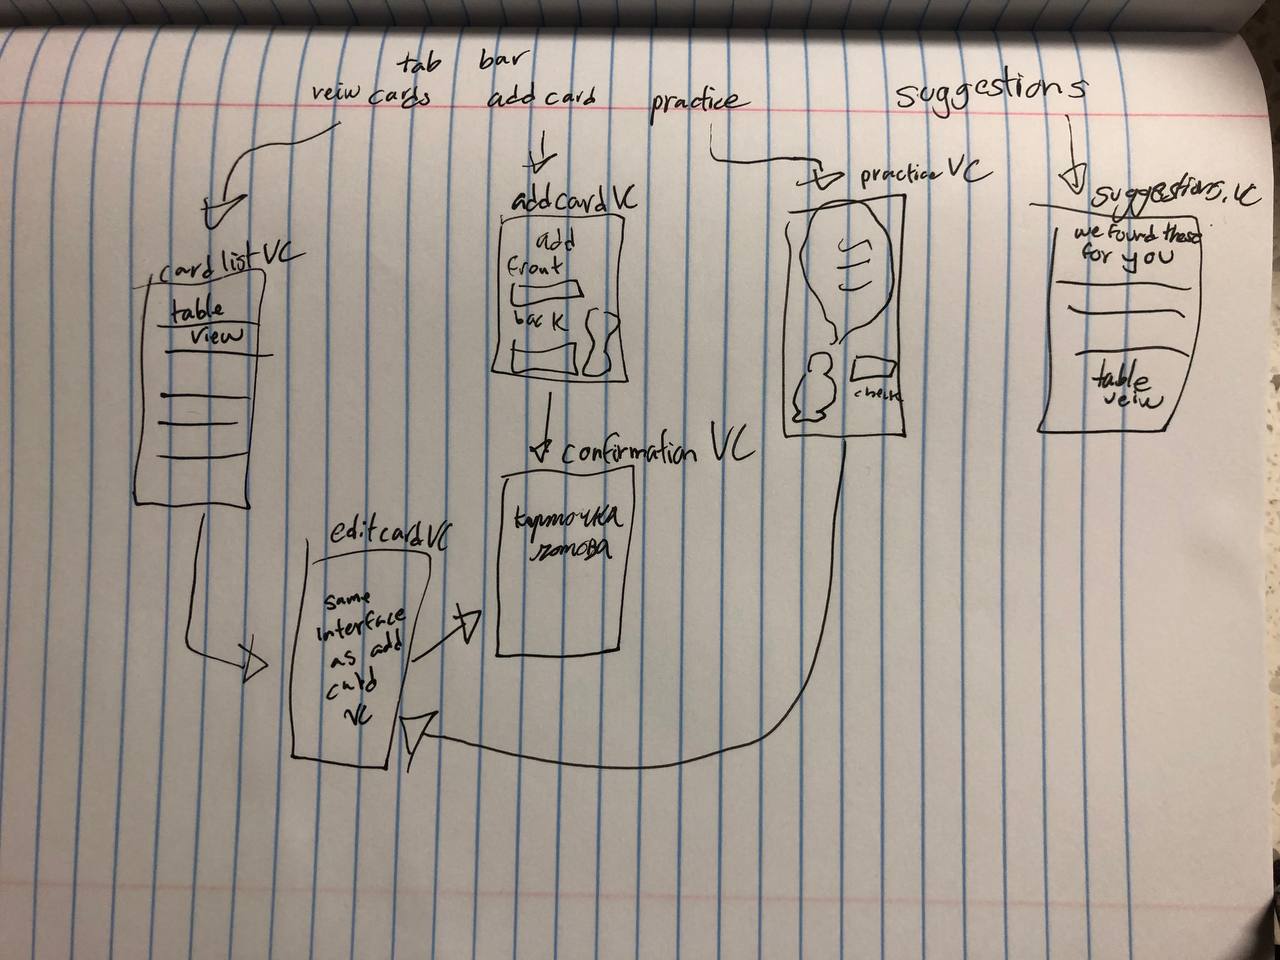 tab bar
veiw cards
add card
practice
suggestions
card list VC
table
view
add card VC
add
front
back
practice VC
check
suggestions VC
we found these
for you
table
veiw
confirmation VC
карточка
готова
edit card VC
same
interface
as add
card
VC